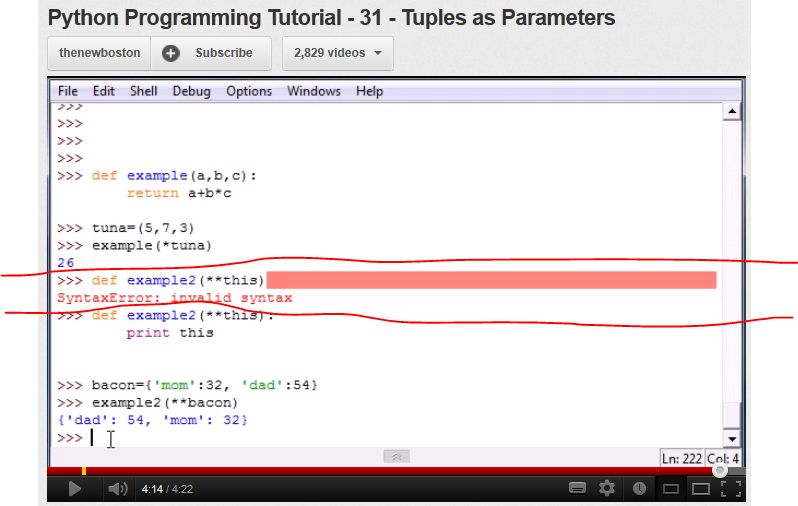 Python Programming Tutorial - 31 - Tuples as Parameters
thenewboston Subscribe 2,829 videos
File Edit Shell Debug Options Windows Help
>>>
>>>
>>>
>>>
>>> def example(a,b,c):
return a+b*c
>>> tuna=(5,7,3)
>>> example(*tuna)
26
>>> def example2(**this)
SyntaxError: invalid syntax
>>> def example2(**this):
print this
>>> bacon={'mom':32, 'dad':54}
>>> example2(**bacon)
{'dad': 54, 'mom': 32}
>>>
Ln: 222 Col: 4
4:14 / 4:22